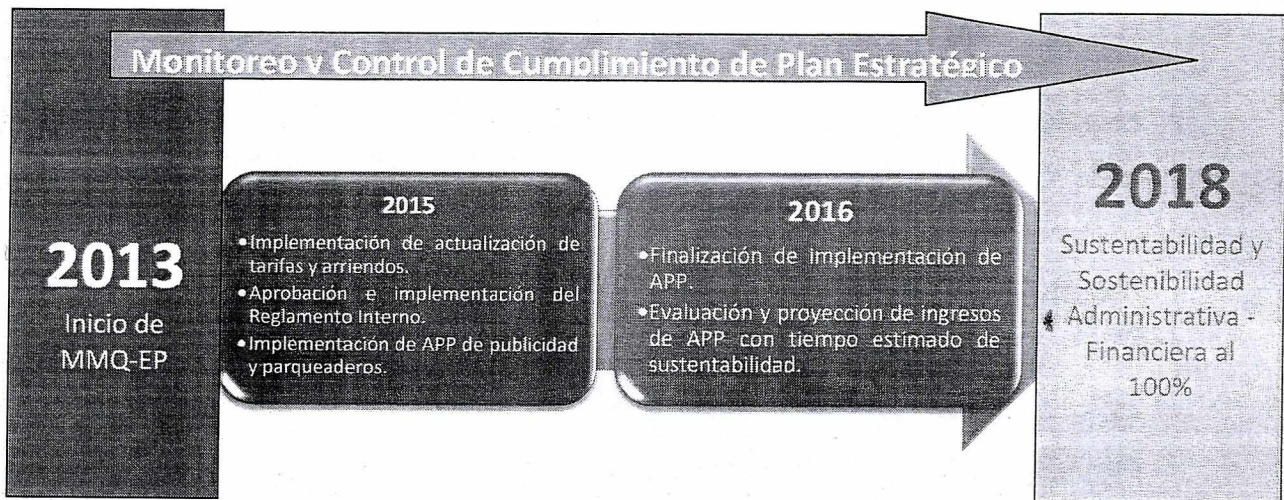 Monitoreo y Control de Cumplimiento de Plan Estratégico
2013
Inicio de
MMQ-EP
2015
•Implementación de actualización de
tarifas y arriendos.
•Aprobación e implementación del
Reglamento Interno.
•Implementación de APP de publicidad
y parqueaderos.
2016
•Finalización de implementación de
APP.
•Evaluación y proyección de ingresos
de APP con tiempo estimado de
sustentabilidad.
2018
Sustentabilidad y
Sostenibilidad
Administrativa -
Financiera al
100%